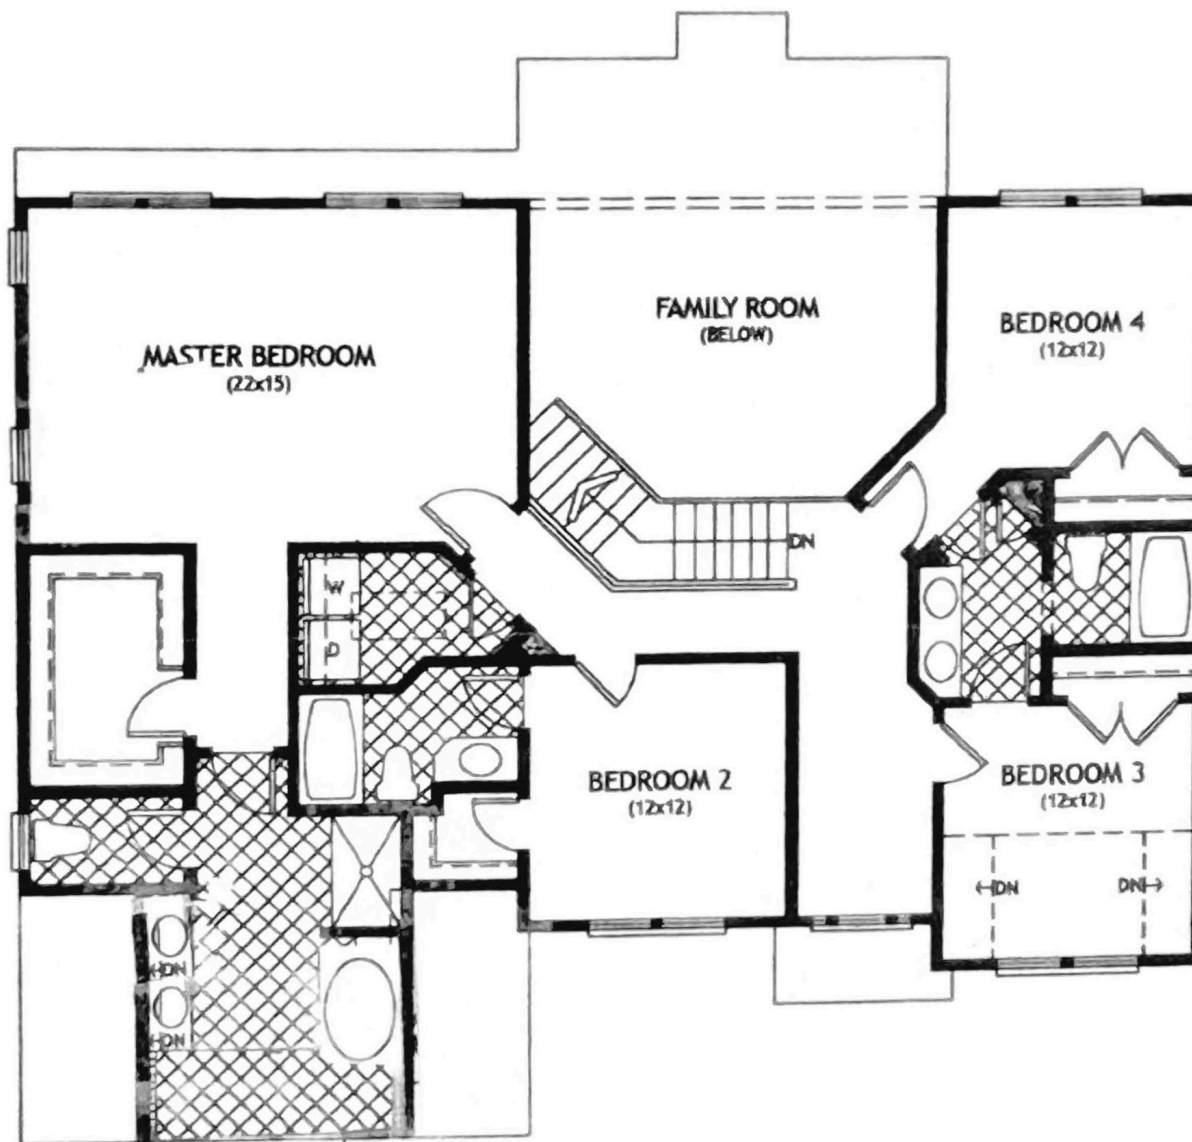 FAMILY ROOM
(BELOW)
BEDROOM 4
(12x12)
MASTER BEDROOM
(22x15)
DN
W
D
BEDROOM 2
(12x12)
BEDROOM 3
(12x12)
DN
DN
DN
DN